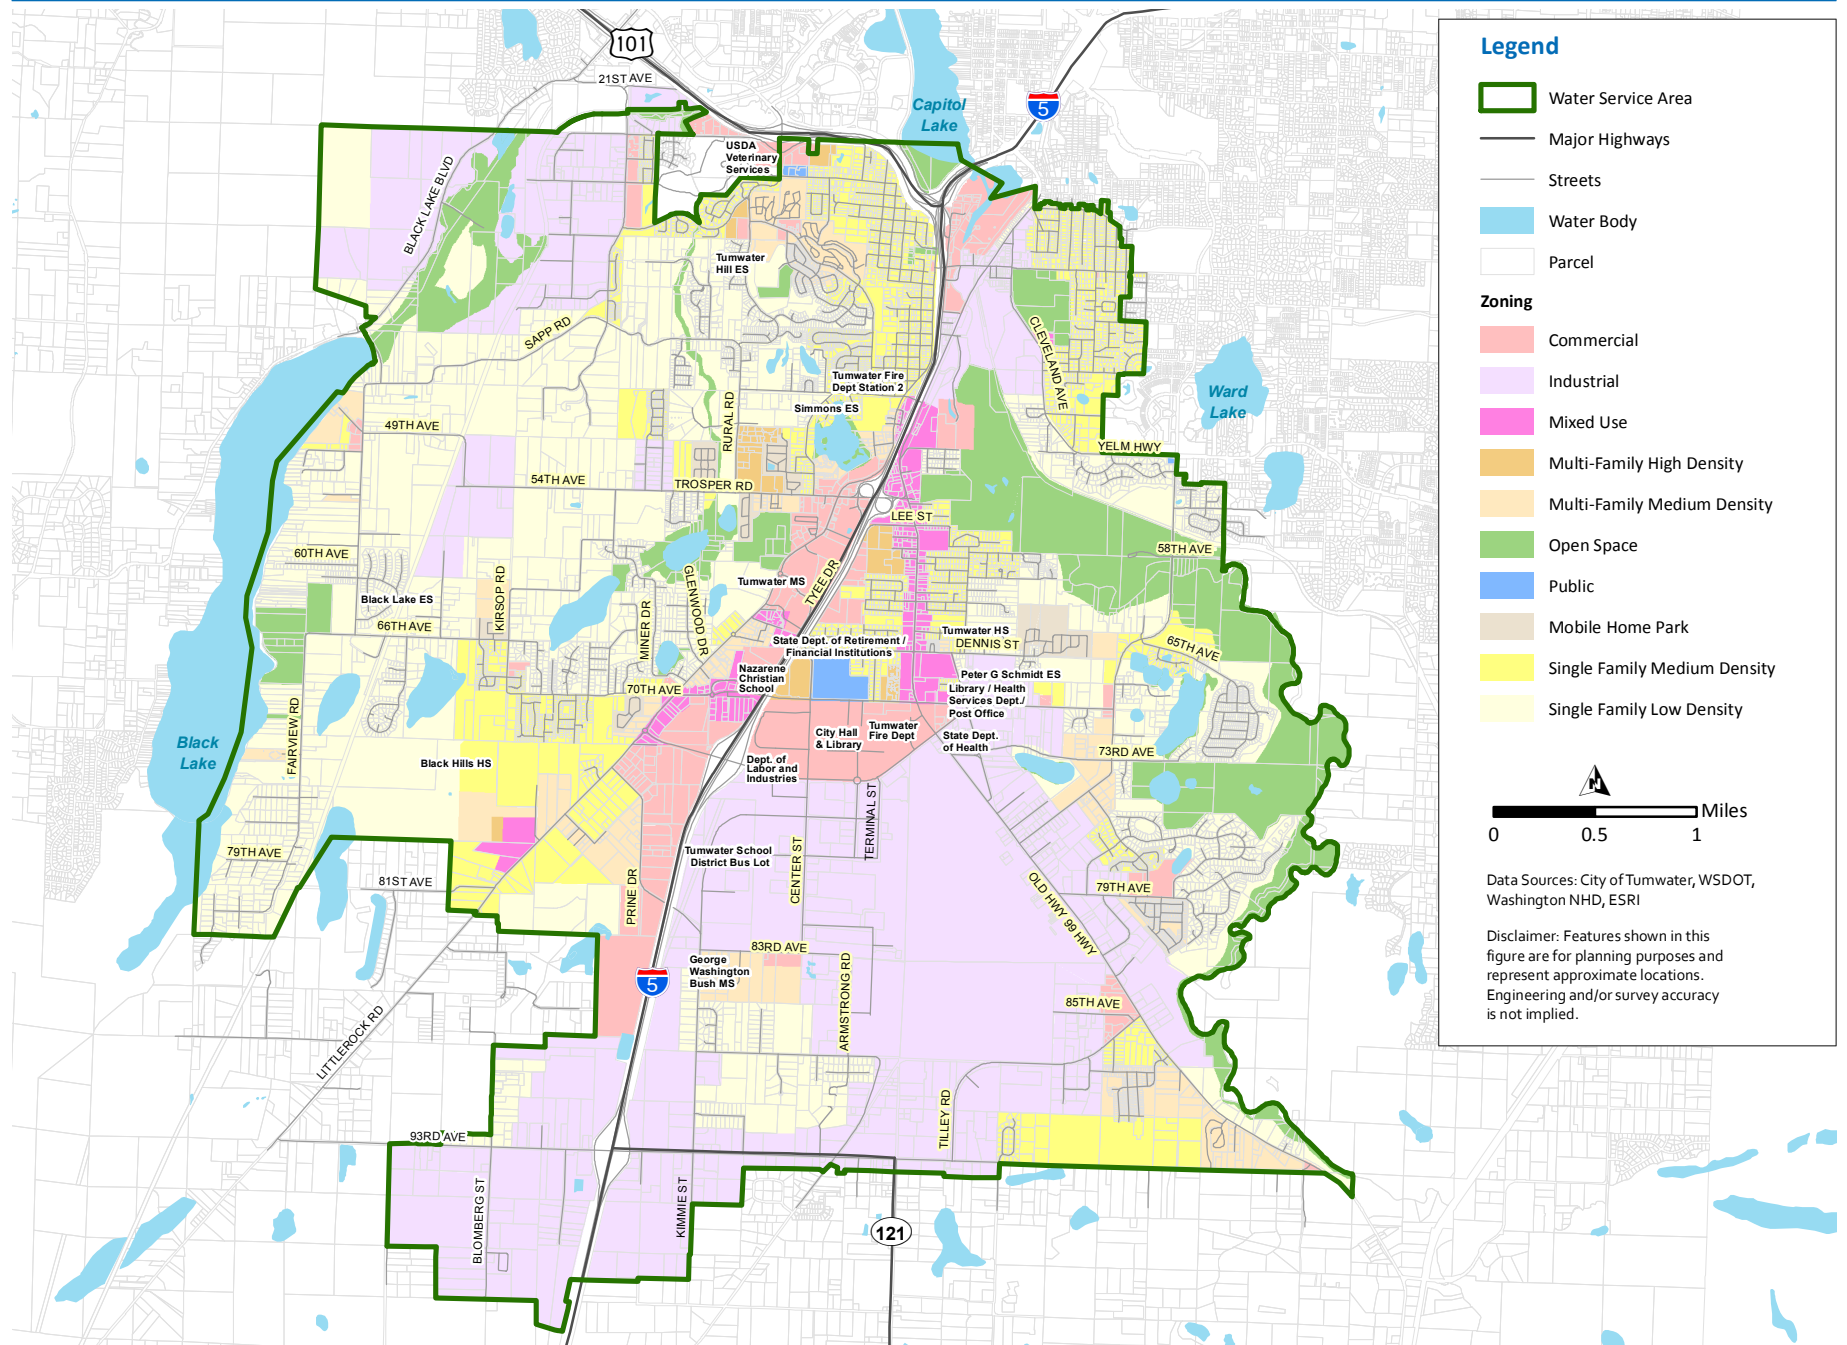 101
21ST AVE
Capitol
Lake
5
USDA
Veterinary
Services
BLACK LAKE BLVD
Tumwater
Hill ES
SAPP RD
CLEVELAND AVE
Tumwater Fire
Dept Station 2
Simmons ES
Ward
Lake
RURAL RD
49TH AVE
YELM HWY
54TH AVE
TROSPER RD
LEE ST
60TH AVE
58TH AVE
Tumwater MS
TYEE DR
GLENWOOD DR
KIRSOP RD
Black Lake ES
66TH AVE
MINER DR
State Dept. of Retirement /
Financial Institutions
Tumwater HS
DENNIS ST
65TH AVE
Nazarene
Christian
School
70TH AVE
Peter G Schmidt ES
Library / Health
Services Dept./
Post Office
FAIRVIEW RD
Black
Lake
City Hall
& Library
Tumwater
Fire Dept
State Dept.
of Health
73RD AVE
Black Hills HS
Dept. of
Labor and
Industries
TERMINAL ST
79TH AVE
Tumwater School
District Bus Lot
CENTER ST
81ST AVE
PRINE DR
OLD HWY 99 HWY
79TH AVE
83RD AVE
George
Washington
Bush MS
5
ARMSTRONG RD
85TH AVE
LITTLEROCK RD
TILLEY RD
93RD AVE
BLOMBERG ST
KIMMIE ST
121
Legend
Water Service Area
Major Highways
Streets
Water Body
Parcel
Zoning
Commercial
Industrial
Mixed Use
Multi-Family High Density
Multi-Family Medium Density
Open Space
Public
Mobile Home Park
Single Family Medium Density
Single Family Low Density
N
Miles
0 0.5 1
Data Sources: City of Tumwater, WSDOT,
Washington NHD, ESRI
Disclaimer: Features shown in this
figure are for planning purposes and
represent approximate locations.
Engineering and/or survey accuracy
is not implied.